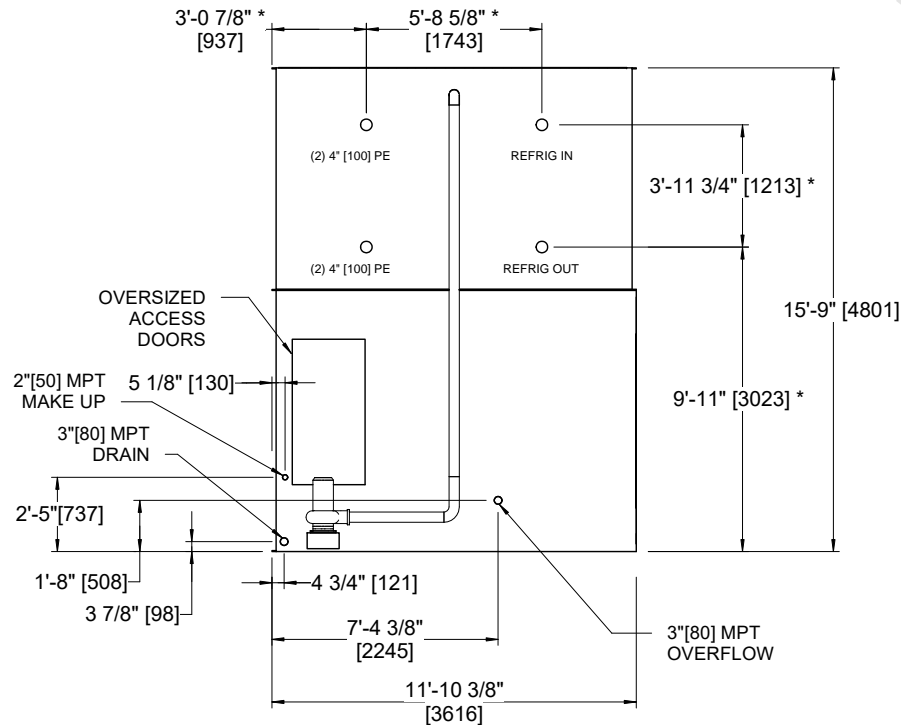 3'-0 7/8" *
[937]
5'-8 5/8" *
[1743]
(2) 4" [100] PE
REFRIG IN
3'-11 3/4" [1213] *
(2) 4" [100] PE
REFRIG OUT
OVERSIZED
ACCESS
DOORS
15'-9" [4801]
2"[50] MPT
MAKE UP
5 1/8" [130]
9'-11" [3023] *
3"[80] MPT
DRAIN
2'-5"[737]
1'-8" [508]
4 3/4" [121]
3 7/8" [98]
7'-4 3/8"
[2245]
3"[80] MPT
OVERFLOW
11'-10 3/8"
[3616]